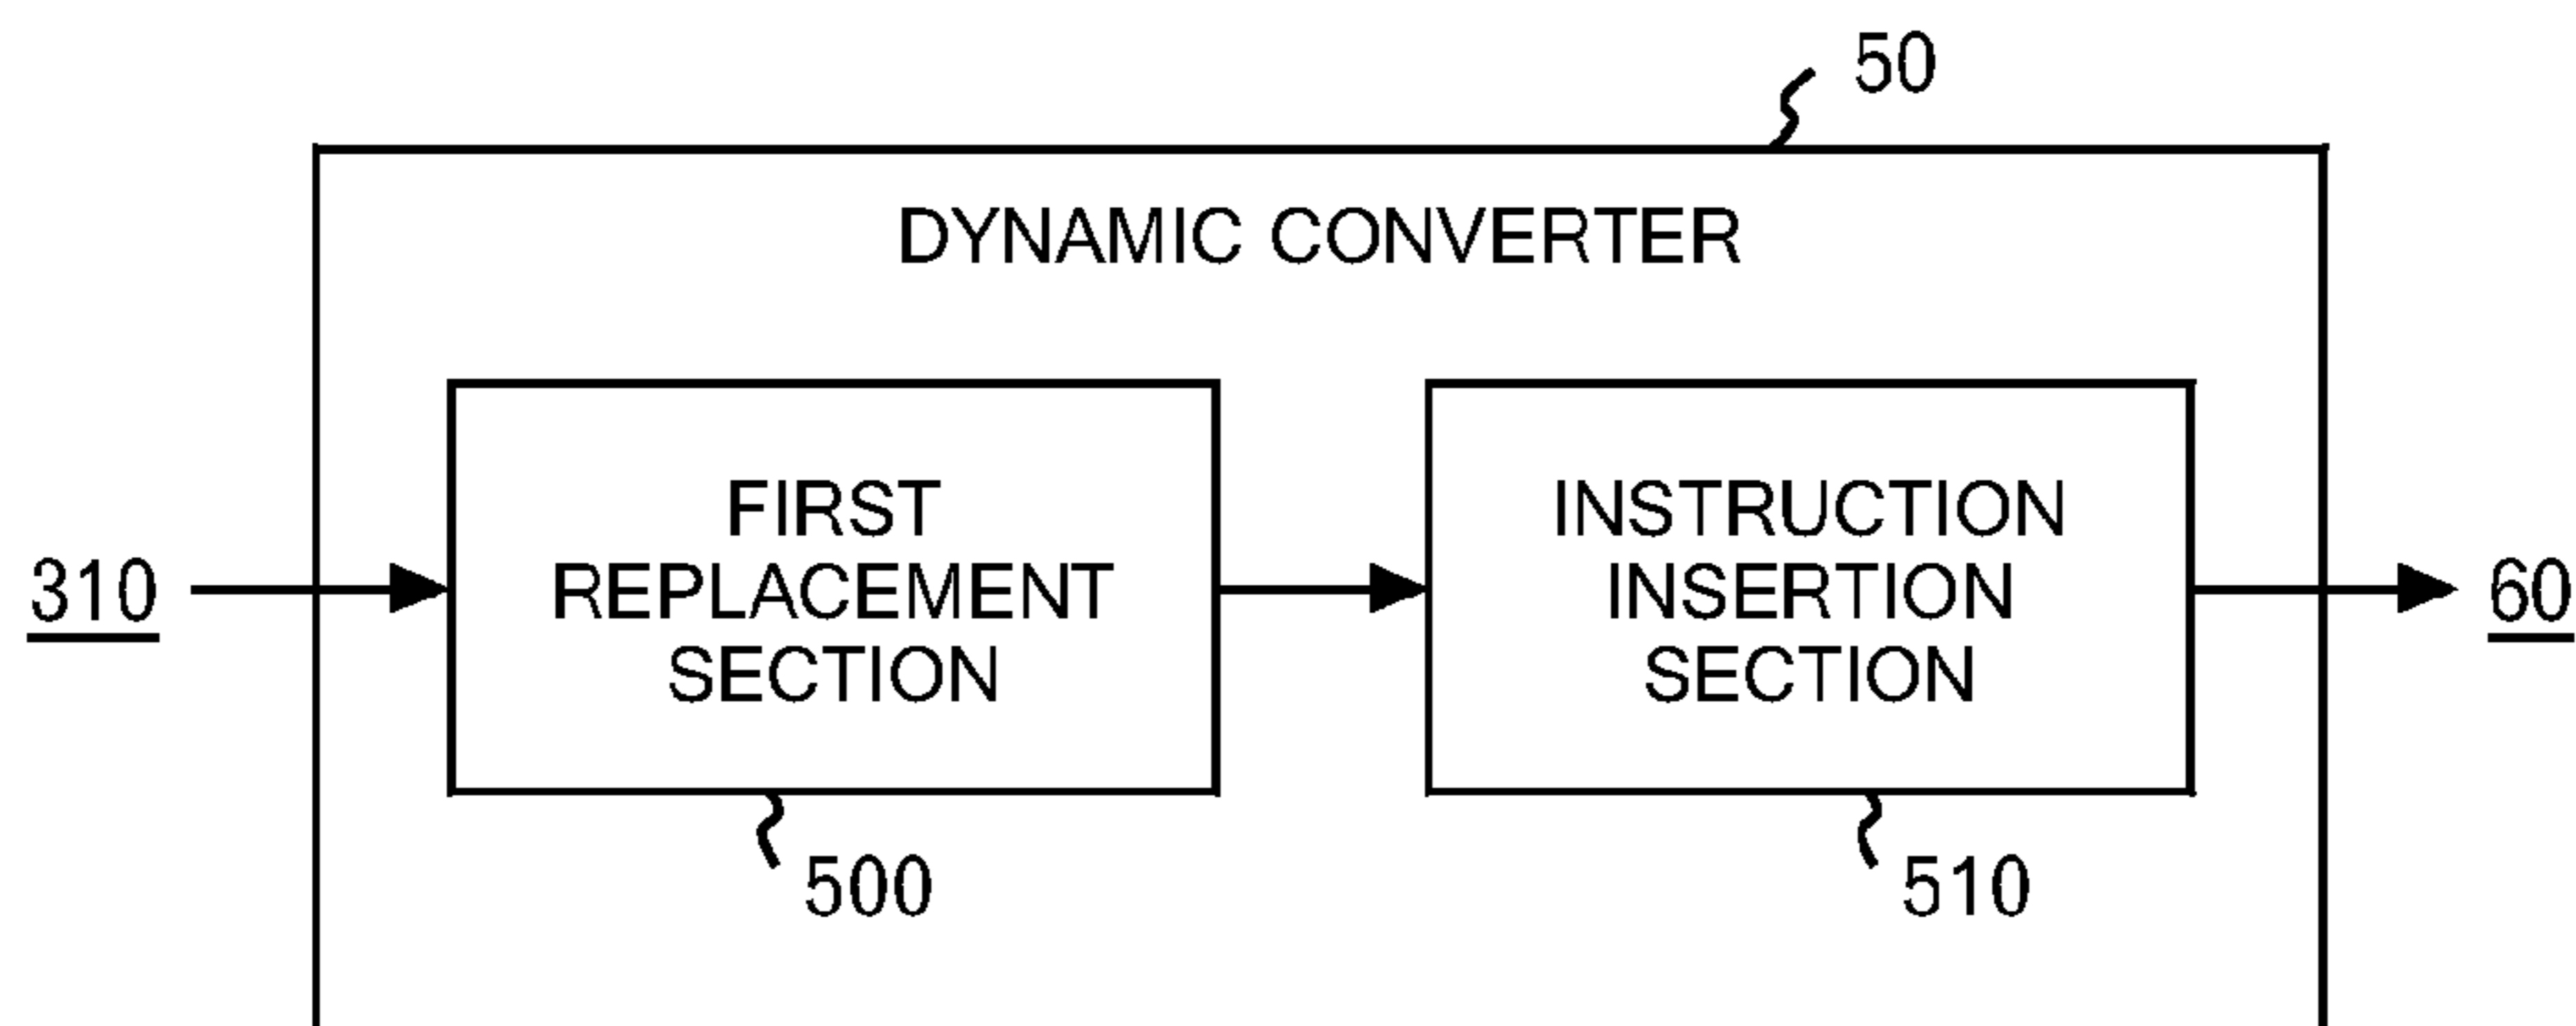 50
DYNAMIC CONVERTER
310
FIRST
REPLACEMENT
SECTION
500
INSTRUCTION
INSERTION
SECTION
510
60